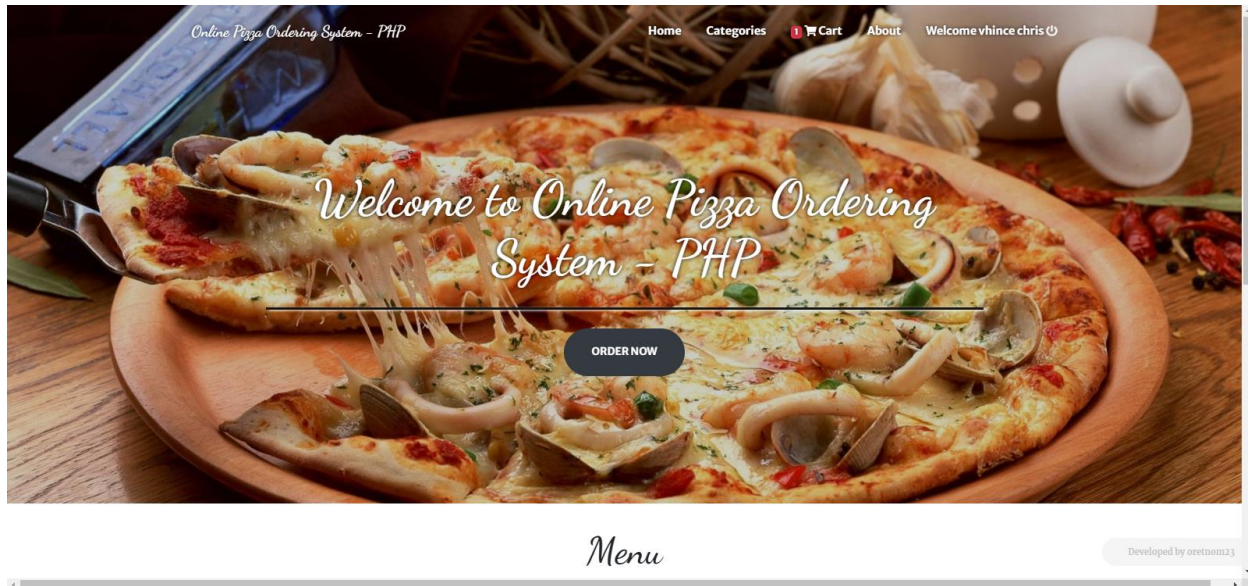 Online Pizza Ordering System - PHP
Home Categories 1 Cart About Welcome vhince chris
Welcome to Online Pizza Ordering
System - PHP
ORDER NOW
Menu
Developed by oretnom23